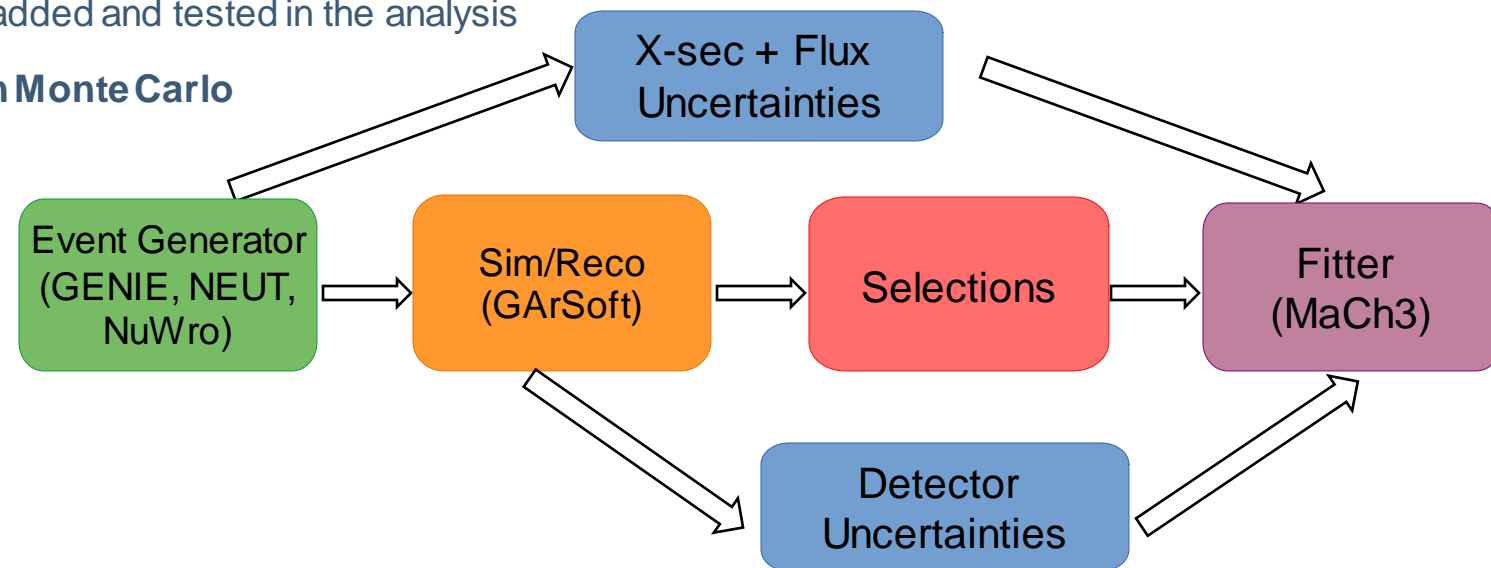 added and tested in the analysis
Monte Carlo
X-sec + Flux
Uncertainties
Event Generator
(GENIE, NEUT,
NuWro)
Sim/Reco
(GArSoft)
Selections
Fitter
(MaCh3)
Detector
Uncertainties